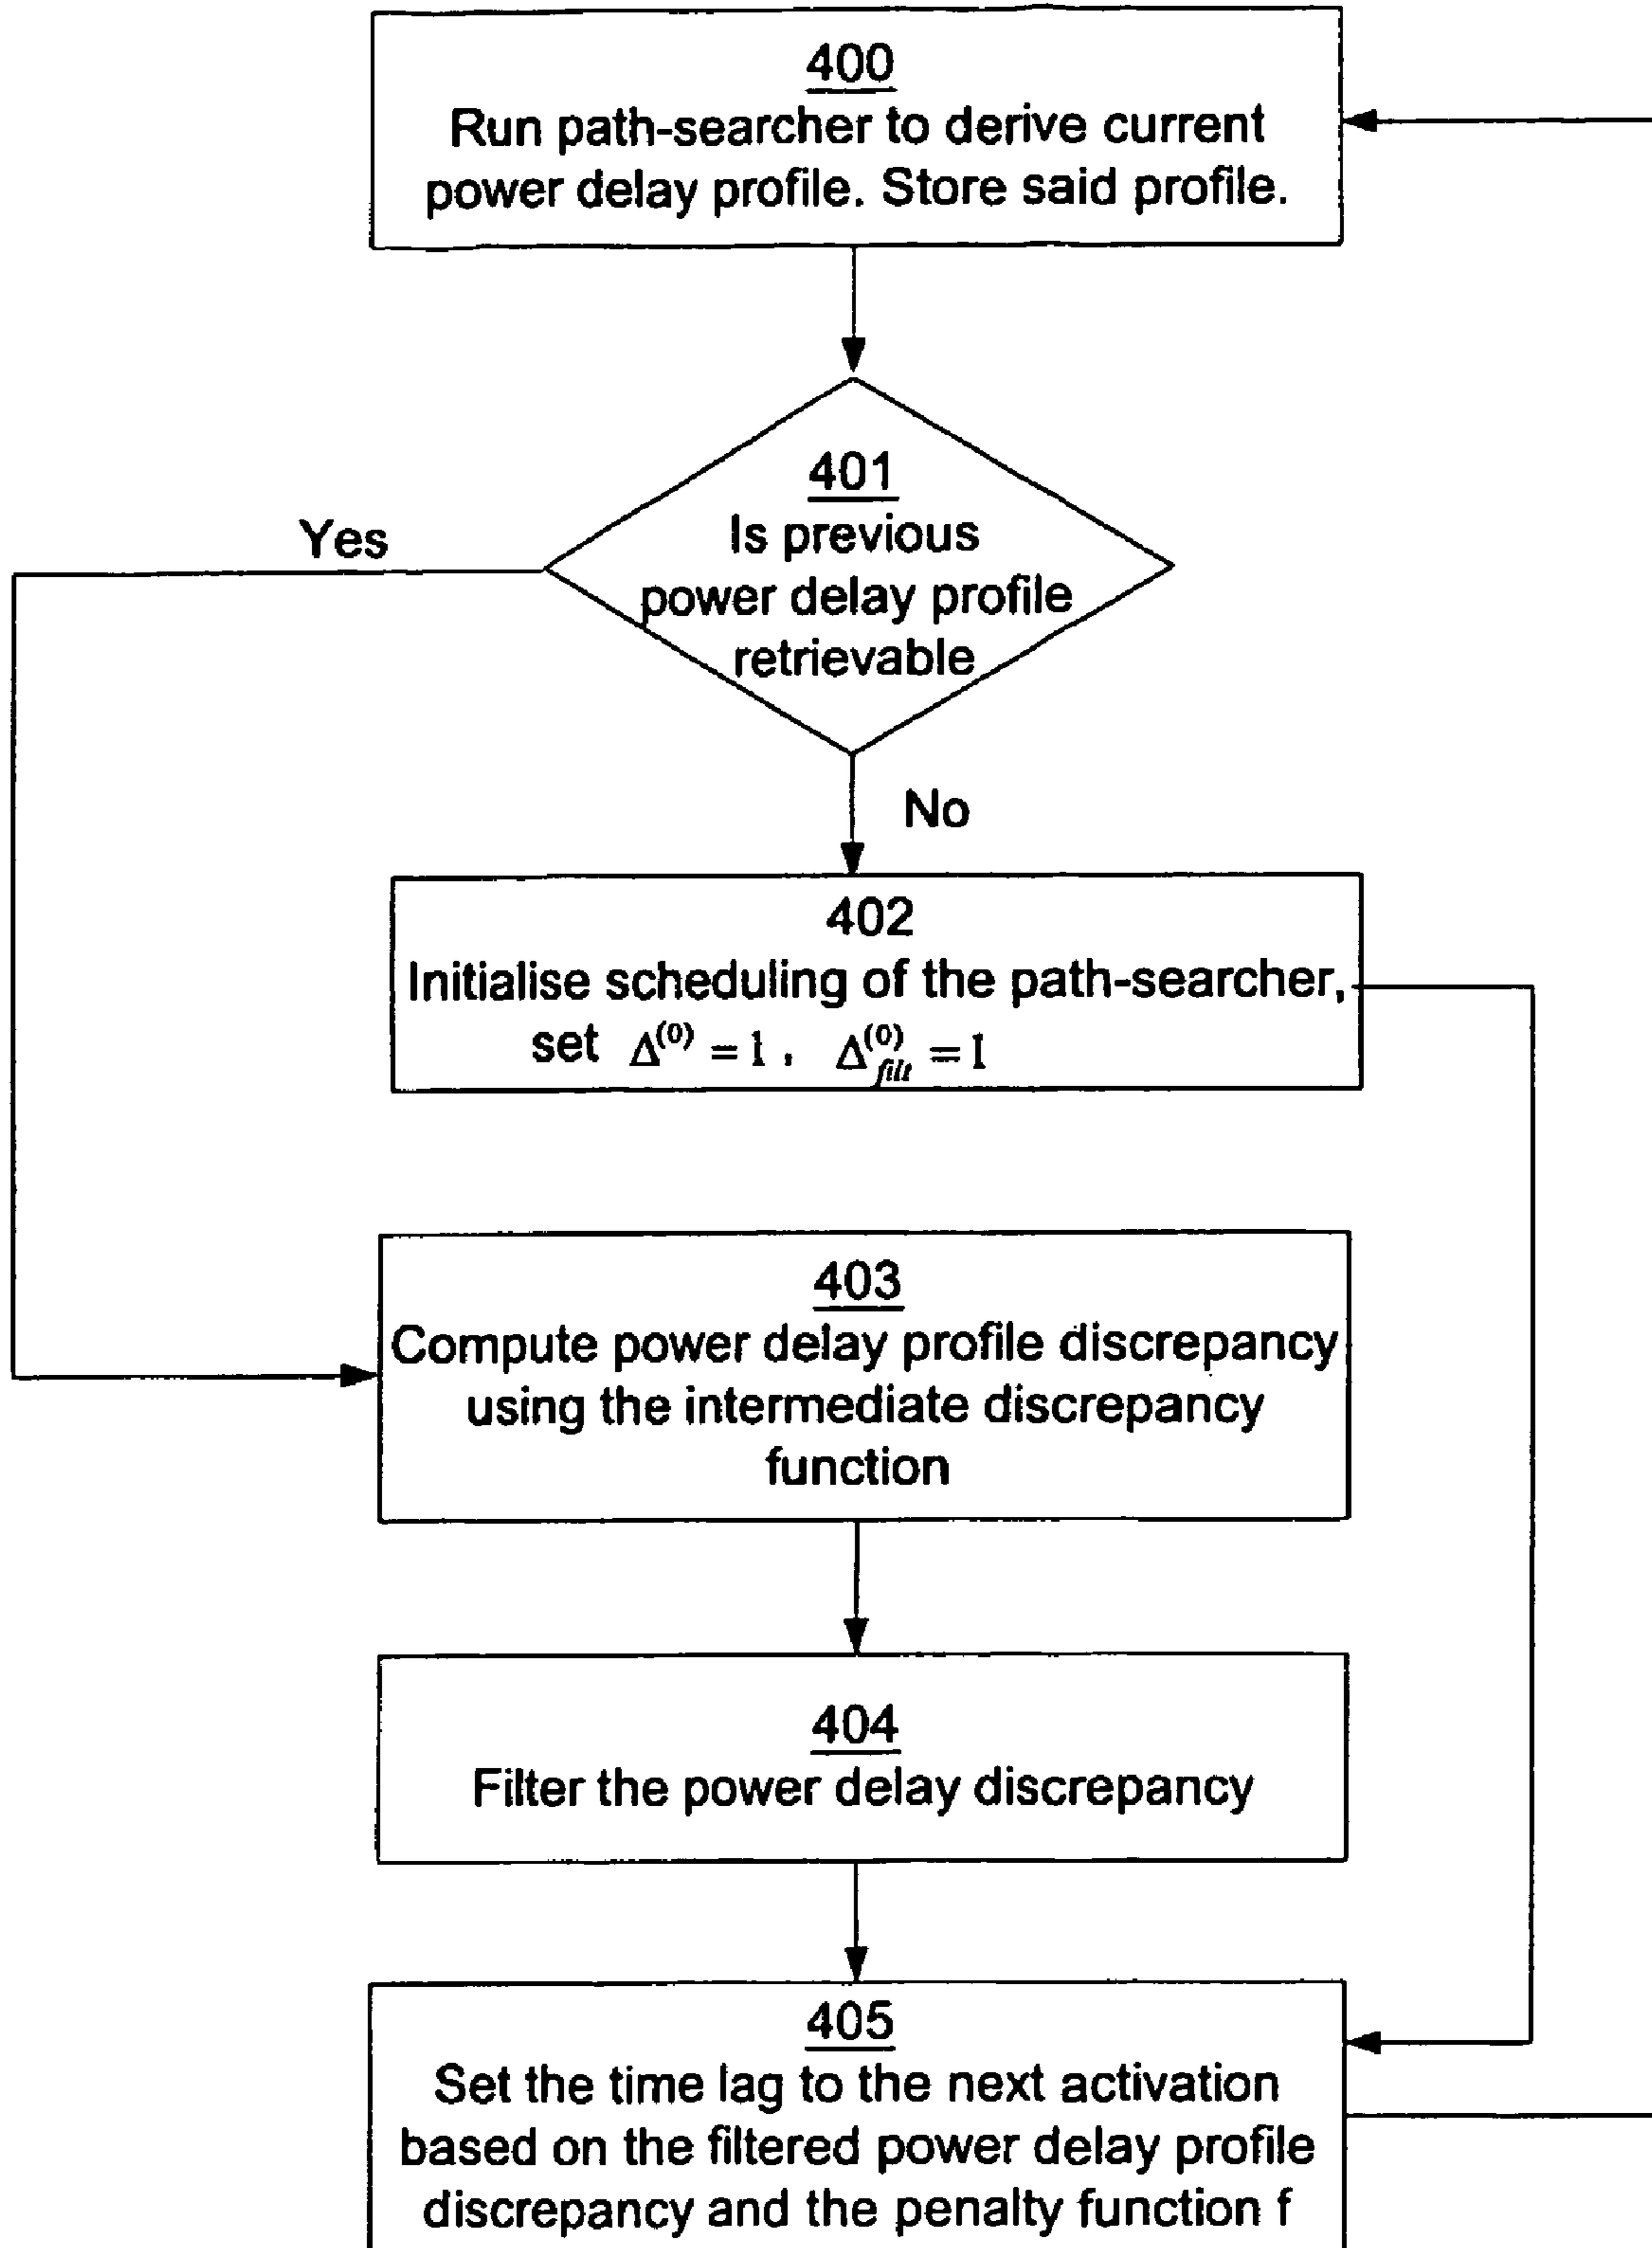 400
Run path-searcher to derive current
power delay profile. Store said profile.
401
Is previous
power delay profile
retrievable
Yes
No
402
Initialise scheduling of the path-searcher,
set Δ^(0) = 1 , Δ_filt^(0) = 1
403
Compute power delay profile discrepancy
using the intermediate discrepancy
function
404
Filter the power delay discrepancy
405
Set the time lag to the next activation
based on the filtered power delay profile
discrepancy and the penalty function f